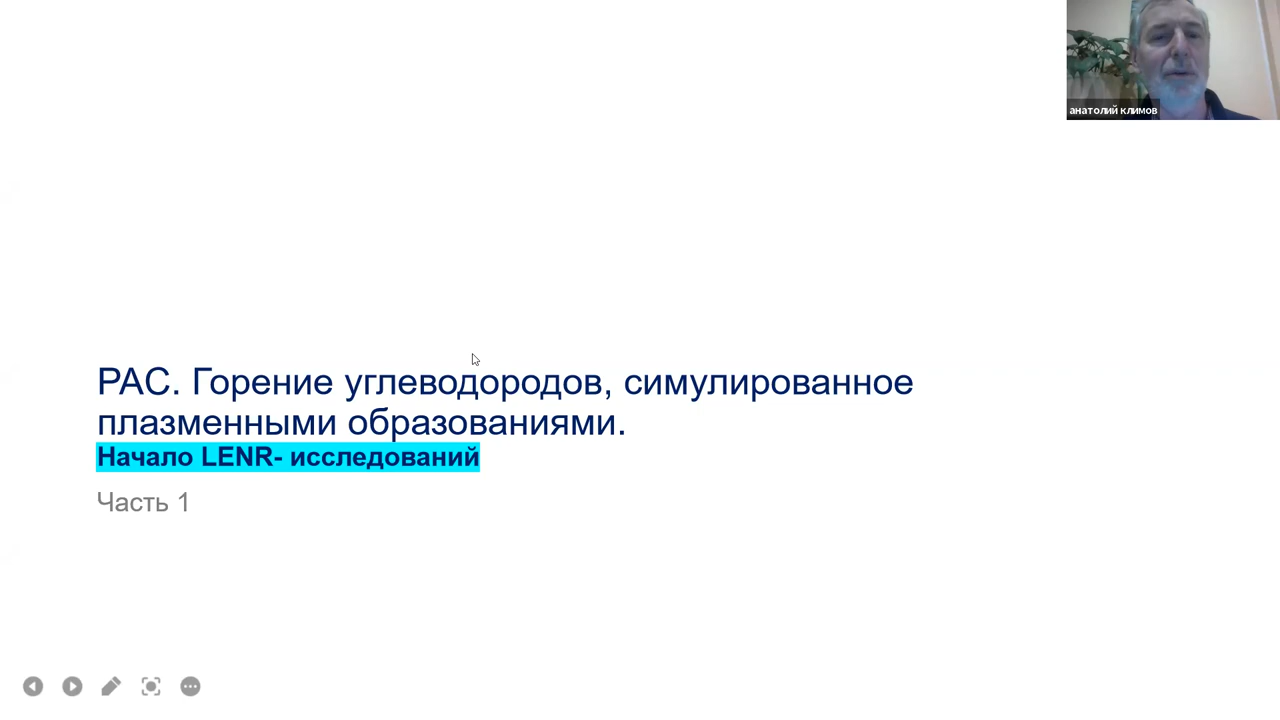 анатолий климов
РАС. Горение углеводородов, симулированное
плазменными образованиями.
Начало LENR- исследований
Часть 1